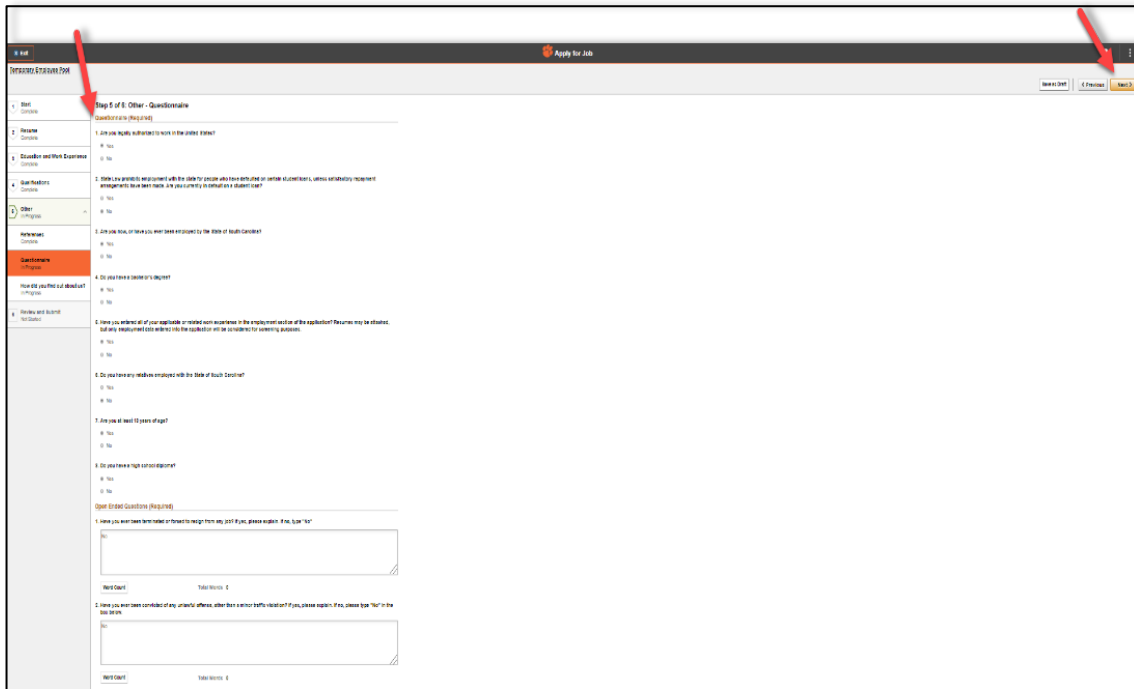 Exit
Apply for Job
Temporary Employee Pool
Save as Draft
Previous
Next
1 Start
Complete
2 Resume
Complete
3 Education and Work Experience
Complete
4 Qualifications
Complete
5 Other
In Progress
References
Complete
Questionnaire
In Progress
How did you find out about us?
In Progress
6 Review and Submit
Not Started
Step 5 of 6: Other - Questionnaire
Questionnaire (Required)
1. Are you legally authorized to work in the United States?
Yes
No
2. State Law prohibits employment with the state for people who have defaulted on certain student loans, unless satisfactory repayment
arrangements have been made. Are you currently in default on a student loan?
Yes
No
3. Are you now, or have you ever been employed by the State of South Carolina?
Yes
No
4. Do you have a bachelor's degree?
Yes
No
5. Have you entered all of your applicable or related work experience in the employment section of the application? Resumes may be attached,
but only employment data entered into the application will be considered for screening purposes.
Yes
No
6. Do you have any relatives employed with the State of South Carolina?
Yes
No
7. Are you at least 18 years of age?
Yes
No
8. Do you have a high school diploma?
Yes
No
Open Ended Questions (Required)
1. Have you ever been terminated or forced to resign from any job? If yes, please explain. If no, type "No"
No
Word Count Total Words 0
2. Have you ever been convicted of any unlawful offense, other than a minor traffic violation? If yes, please explain. If no, please type "No" in the
box below
No
Word Count Total Words 0